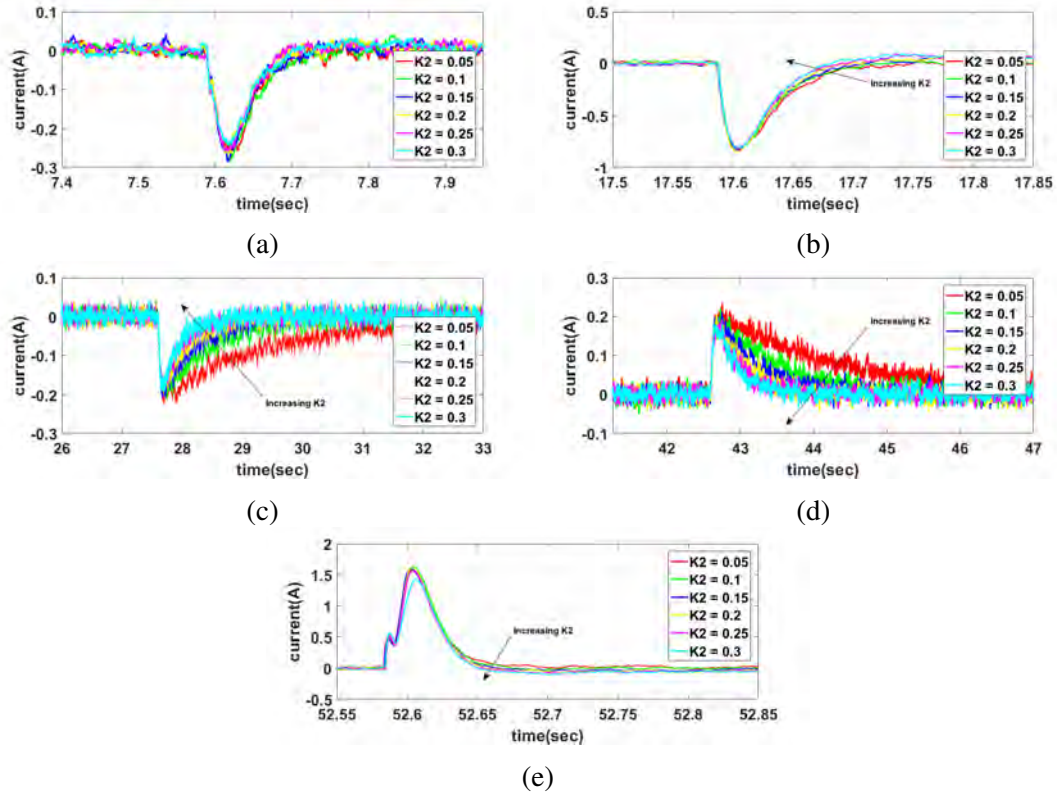 0.1
0
-0.1
-0.2
-0.3
current(A)
7.4 7.5 7.6 7.7 7.8 7.9
time(sec)
K2 = 0.05
K2 = 0.1
K2 = 0.15
K2 = 0.2
K2 = 0.25
K2 = 0.3
(a)
0.5
0
-0.5
-1
current(A)
17.5 17.55 17.6 17.65 17.7 17.75 17.8 17.85
time(sec)
Increasing K2
K2 = 0.05
K2 = 0.1
K2 = 0.15
K2 = 0.2
K2 = 0.25
K2 = 0.3
(b)
0.1
0
-0.1
-0.2
-0.3
current(A)
26 27 28 29 30 31 32 33
time(sec)
Increasing K2
K2 = 0.05
K2 = 0.1
K2 = 0.15
K2 = 0.2
K2 = 0.25
K2 = 0.3
(c)
0.3
0.2
0.1
0
-0.1
current(A)
42 43 44 45 46 47
time(sec)
Increasing K2
K2 = 0.05
K2 = 0.1
K2 = 0.15
K2 = 0.2
K2 = 0.25
K2 = 0.3
(d)
2
1.5
1
0.5
0
-0.5
current(A)
52.55 52.6 52.65 52.7 52.75 52.8 52.85
time(sec)
Increasing K2
K2 = 0.05
K2 = 0.1
K2 = 0.15
K2 = 0.2
K2 = 0.25
K2 = 0.3
(e)